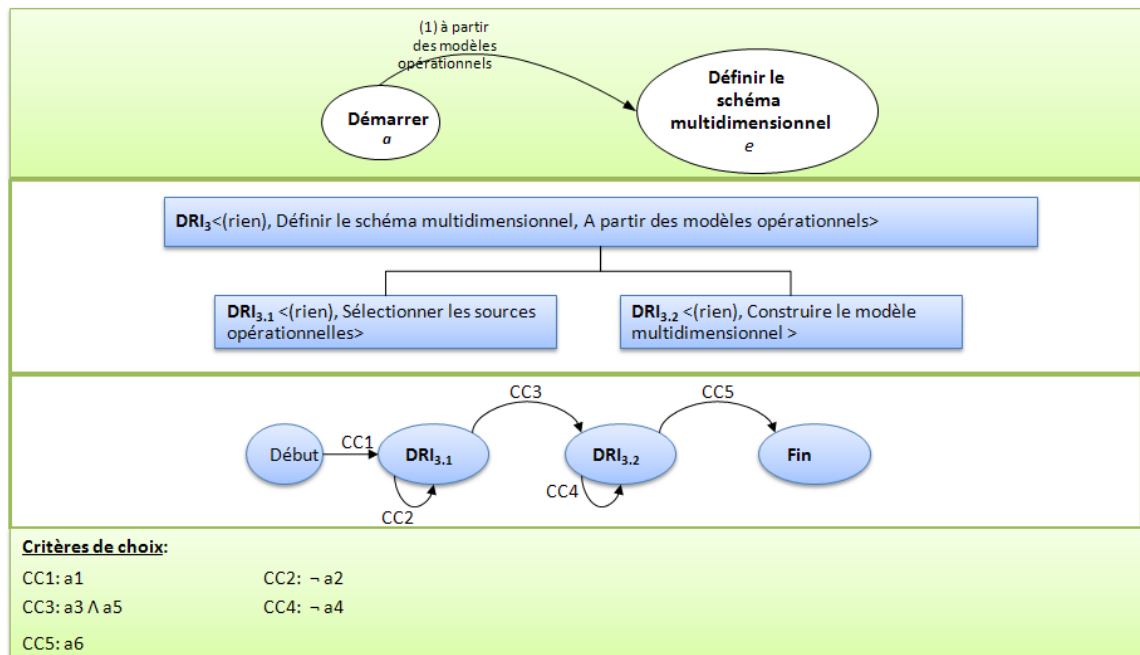 (1) à partir
des modèles
opérationnels
Démarrer
a
Définir le
schéma
multidimensionnel
e
DRI3<(rien), Définir le schéma multidimensionnel, A partir des modèles opérationnels>
DRI3.1 <(rien), Sélectionner les sources
opérationnelles>
DRI3.2 <(rien), Construire le modèle
multidimensionnel >
CC3
CC5
Début
CC1
DRI3.1
DRI3.2
Fin
CC2
CC4
Critères de choix:
CC1: a1
CC2: ¬ a2
CC3: a3 Λ a5
CC4: ¬ a4
CC5: a6